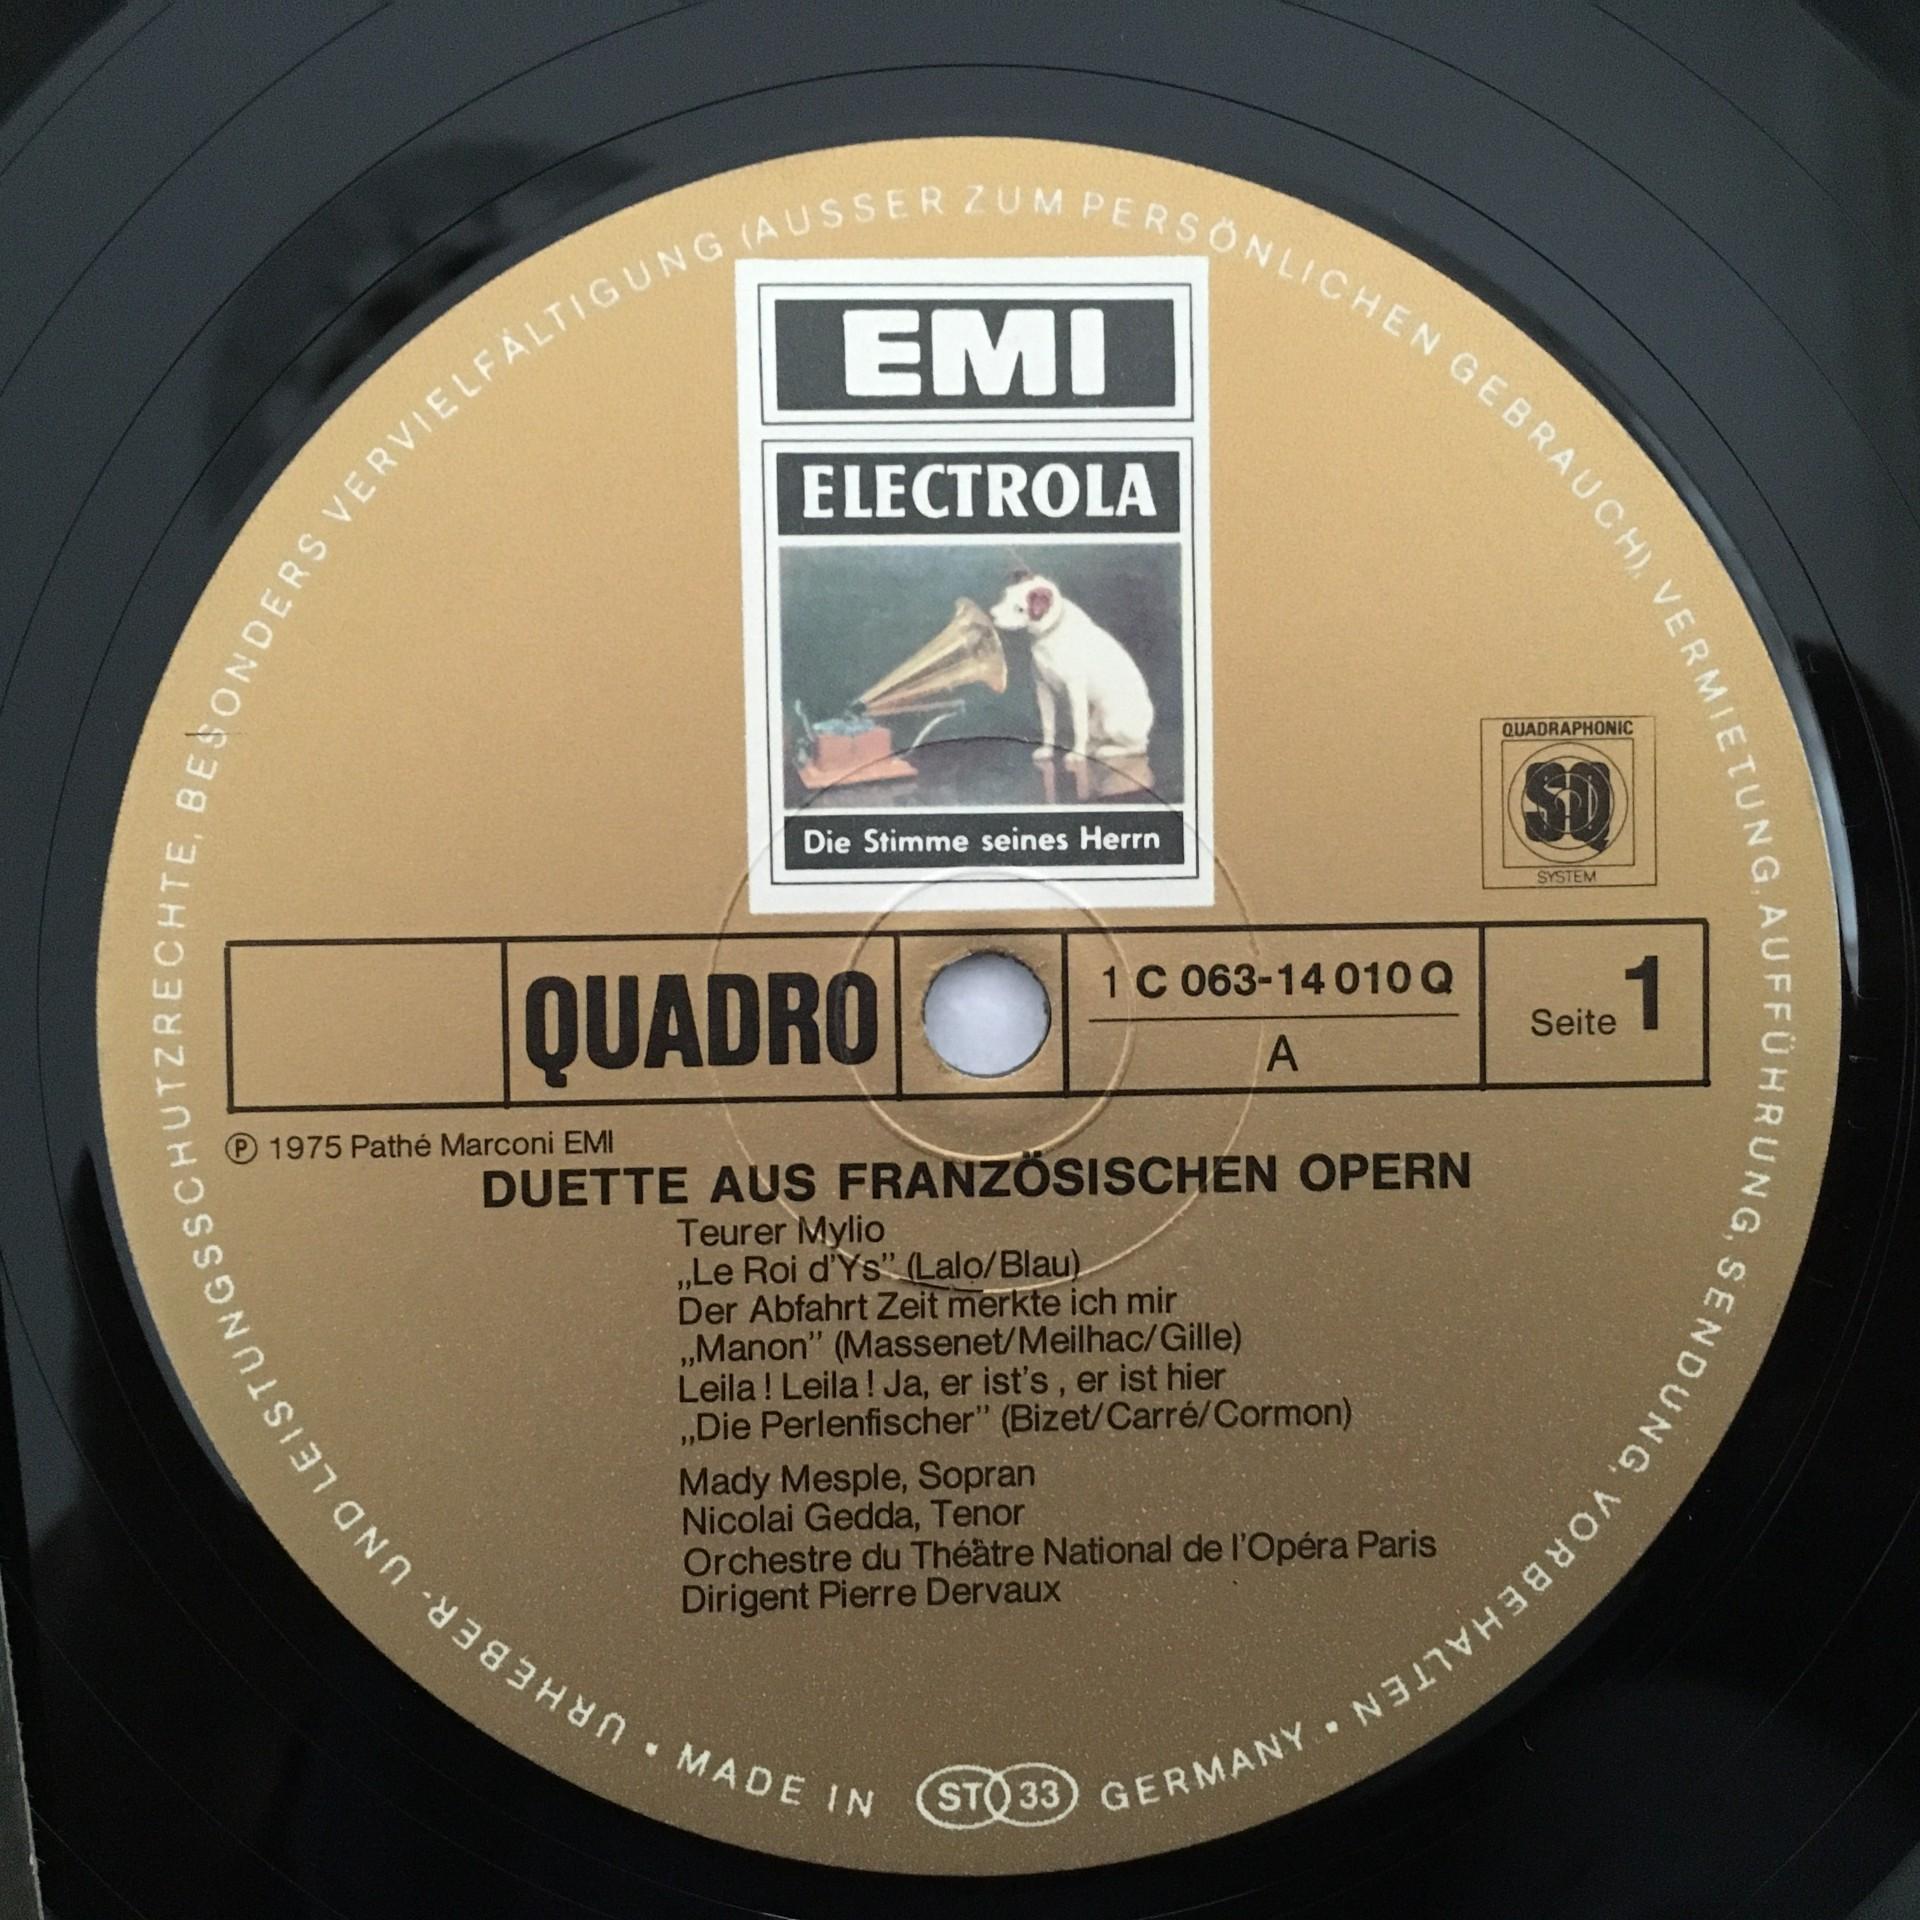 URHEBER- UND LEISTUNGSSCHUTZRECHTE, BESONDERS VERVIELFÄLTIGUNG (AUSSER ZUM PERSÖNLICHEN GEBRAUCH), VERMIETUNG, AUFFÜHRUNG, SENDUNG, VORBEHALTEN •
EMI
ELECTROLA
Die Stimme seines Herrn
QUADRAPHONIC
SQ
SYSTEM
QUADRO
1 C 063-14 010 Q
A
Seite 1
Ⓟ 1975 Pathé Marconi EMI
DUETTE AUS FRANZÖSISCHEN OPERN
Teurer Mylio
„Le Roi d'Ys” (Lalo/Blau)
Der Abfahrt Zeit merkte ich mir
„Manon” (Massenet/Meilhac/Gille)
Leila ! Leila ! Ja, er ist's , er ist hier
„Die Perlenfischer” (Bizet/Carré/Cormon)
Mady Mesple, Sopran
Nicolai Gedda, Tenor
Orchestre du Théâtre National de l'Opéra Paris
Dirigent Pierre Dervaux
• MADE IN ST 33 GERMANY